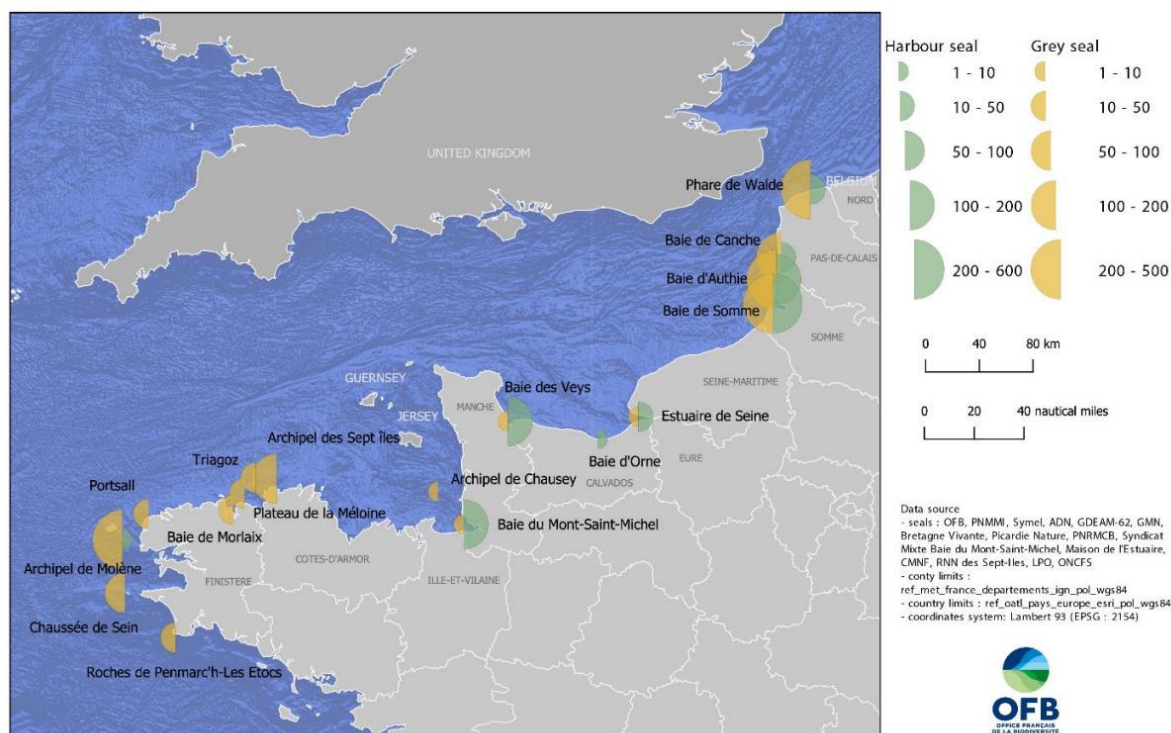 Harbour seal
Grey seal
1 - 10
1 - 10
10 - 50
10 - 50
50 - 100
50 - 100
100 - 200
100 - 200
200 - 600
200 - 500
0 40 80 km
0 20 40 nautical miles
UNITED KINGDOM
Phare de Walde
BELGIUM
NORD
Baie de Canche
PAS-DE-CALAIS
Baie d'Authie
Baie de Somme
SOMME
SEINE-MARITIME
GUERNSEY
Baie des Veys
MANCHE
JERSEY
Estuaire de Seine
Archipel des Sept îles
Baie d'Orne
EURE
Triagoz
Archipel de Chausey
CALVADOS
Portsall
Plateau de la Méloine
Baie du Mont-Saint-Michel
Baie de Morlaix
COTES-D'ARMOR
Archipel de Molène
FINISTERE
ILLE-ET-VILAINE
Chaussée de Sein
Roches de Penmarc'h-Les Etocs
Data source
- seals : OFB, PNMMI, Symel, ADN, GDEAM-62, GMN,
Bretagne Vivante, Picardie Nature, PNRMCB, Syndicat
Mixte Baie du Mont-Saint-Michel, Maison de l'Estuaire,
CMNF, RNN des Sept-Iles, LPO, ONCFS
- conty limits :
ref_met_france_departements_ign_pol_wgs84
- country limits : ref_oatl_pays_europe_esri_pol_wgs84
- coordinates system: Lambert 93 (EPSG : 2154)
OFB
OFFICE FRANÇAIS
DE LA BIODIVERSITÉ